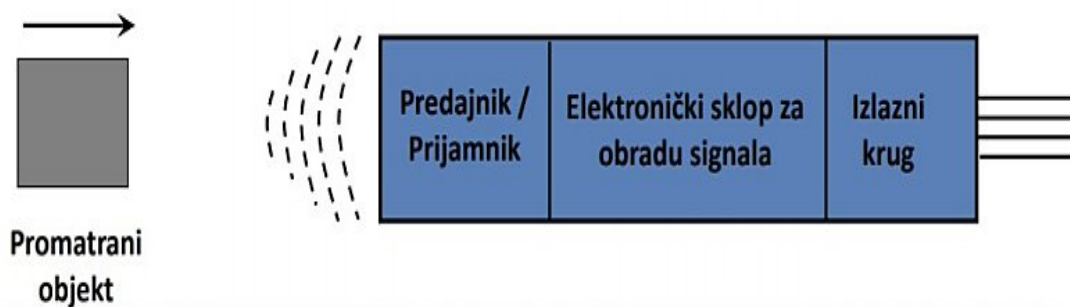 Predajnik /
Prijamnik
Elektronički sklop za
obradu signala
Izlazni
krug
Promatrani
objekt